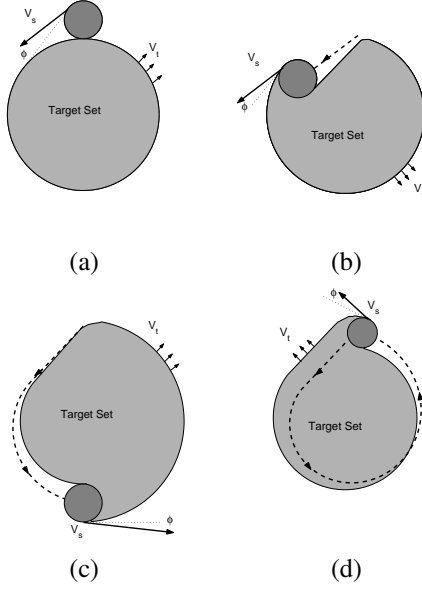 V_s
φ
V_t
Target Set
(a)
V_s
φ
Target Set
V
(b)
V_t
Target Set
V_s
φ
(c)
φ
V_s
V_t
Target Set
(d)